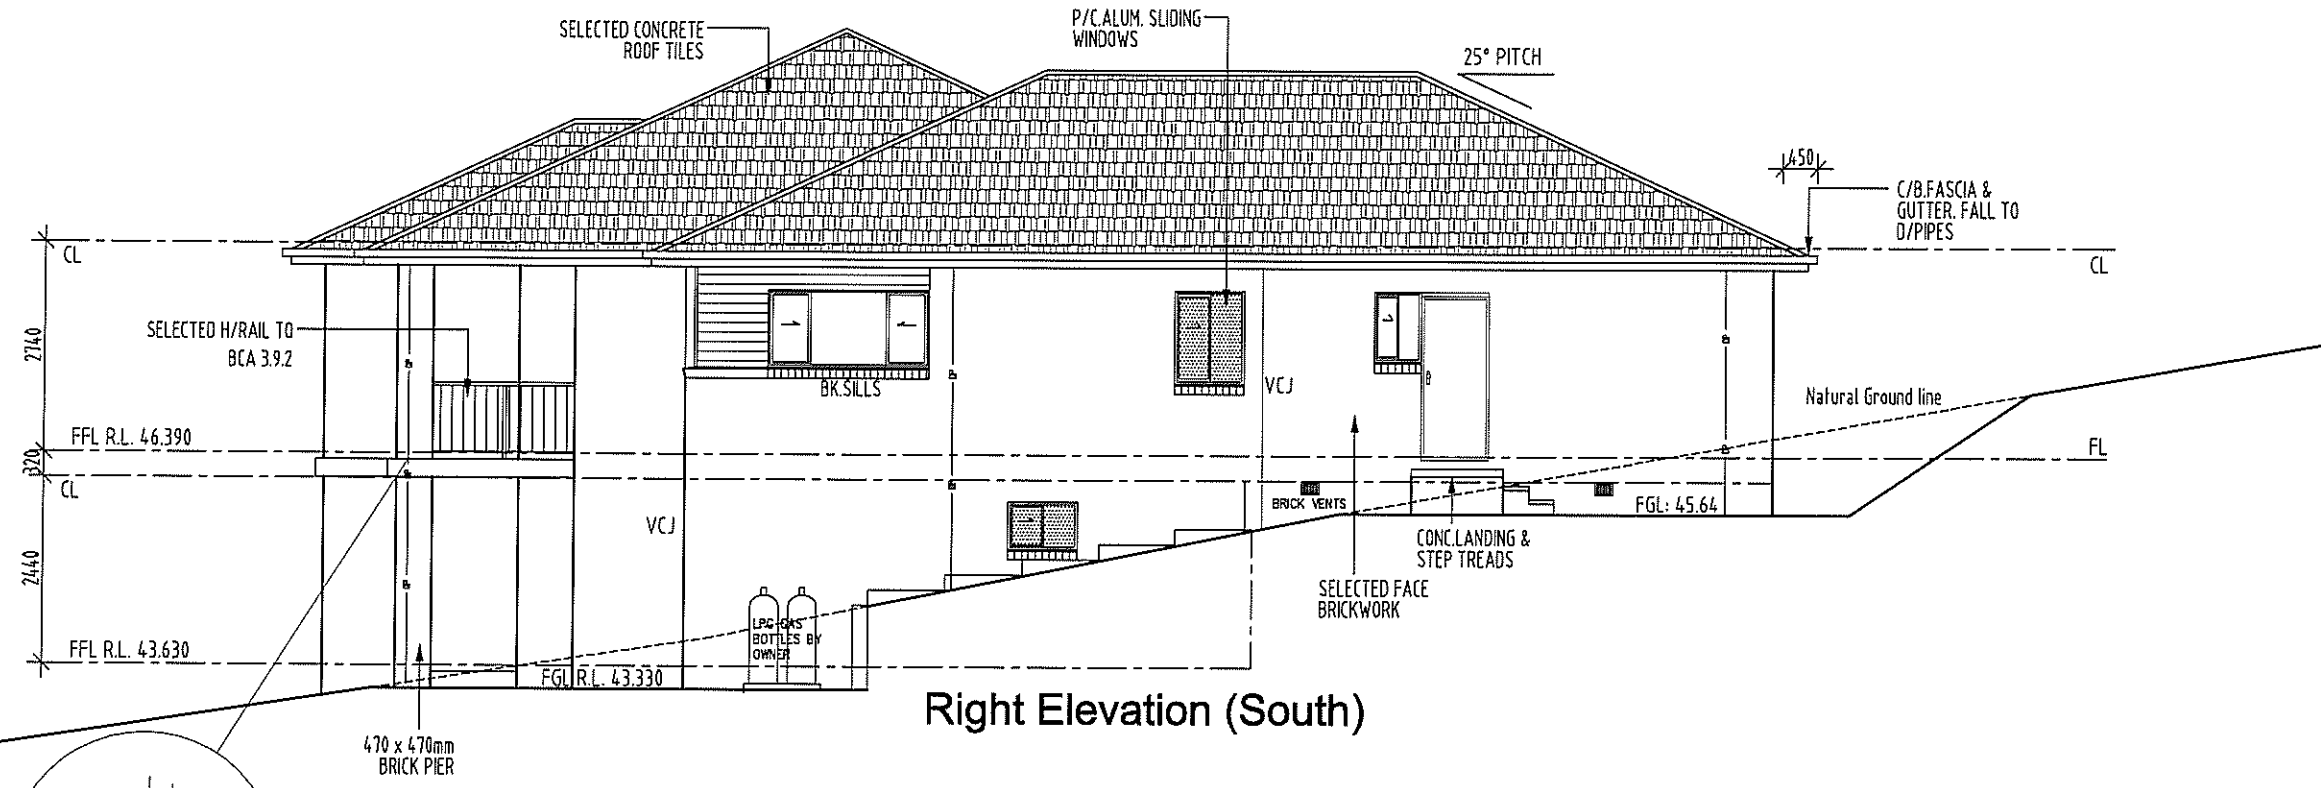 SELECTED CONCRETE
ROOF TILES
P/C.ALUM. SLIDING
WINDOWS
25° PITCH
450
C/B.FASCIA &
GUTTER. FALL TO
D/PIPES
CL
CL
2740
SELECTED H/RAIL TO
BCA 3.9.2
BK.SILLS
VCJ
Natural Ground line
FFL R.L. 46.390
FL
320
CL
BRICK VENTS
FGL: 45.64
VCJ
CONC.LANDING &
STEP TREADS
2440
SELECTED FACE
BRICKWORK
LPG GAS
BOTTLES BY
OWNER
FFL R.L. 43.630
FGL R.L. 43.330
Right Elevation (South)
470 x 470mm
BRICK PIER